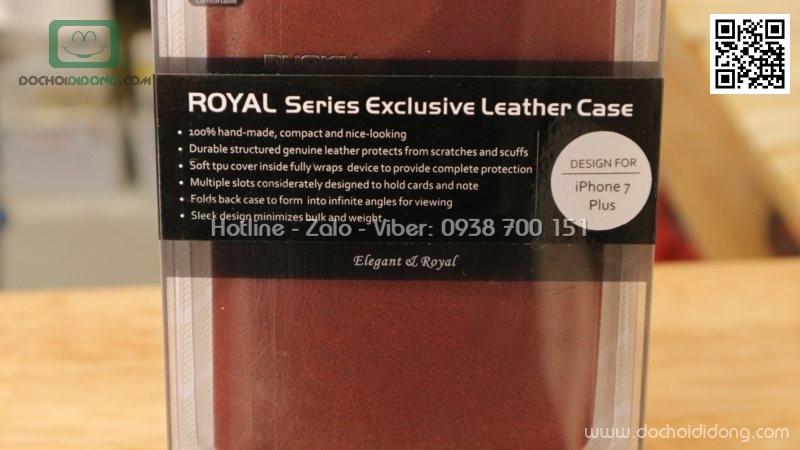 Comfortable
DOCHOIDIDONG.COM
ROYAL Series Exclusive Leather Case
• 100% hand-made, compact and nice-looking
• Durable structured genuine leather protects from scratches and scuffs
• Soft tpu cover inside fully wraps device to provide complete protection
• Multiple slots considerately designed to hold cards and note
• Folds back case to form into infinite angles for viewing
• Sleek design minimizes bulk and weight
DESIGN FOR
iPhone 7
Plus
Hotline - Zalo - Viber: 0938 700 151
Elegant & Royal
www.dochoididong.com